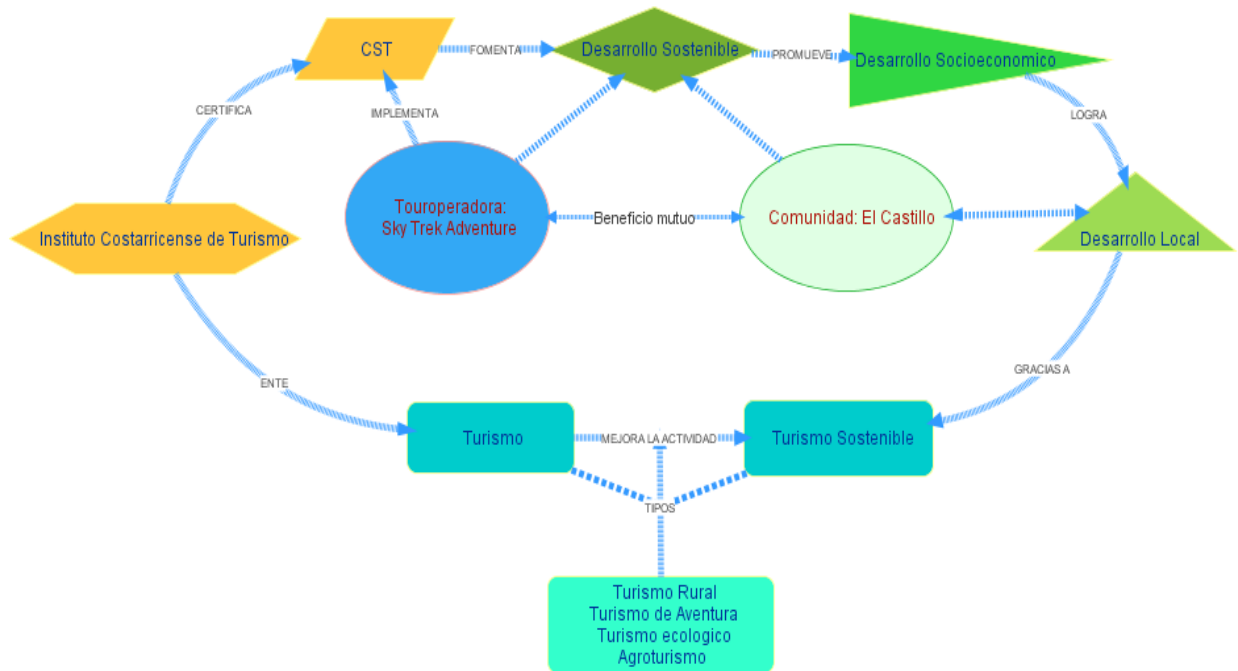 CST
FOMENTA
Desarrollo Sostenible
PROMUEVE
Desarrollo Socioeconomico
CERTIFICA
IMPLEMENTA
LOGRA
Touroperadora:
Sky Trek Adventure
Beneficio mutuo
Comunidad: El Castillo
Instituto Costarricense de Turismo
Desarrollo Local
ENTE
GRACIAS A
Turismo
MEJORA LA ACTIVIDAD
Turismo Sostenible
TIPOS
Turismo Rural
Turismo de Aventura
Turismo ecologico
Agroturismo